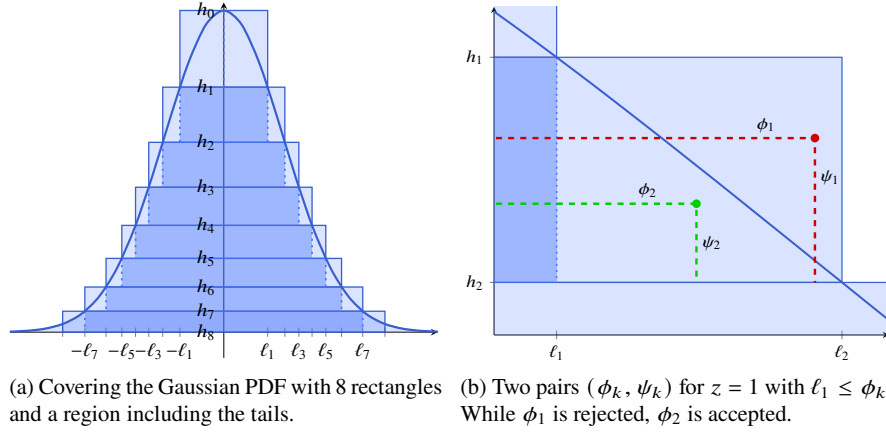 h₀
h₁
h₂
h₃
h₄
h₅
h₆
h₇
h₈
−ℓ₇ −ℓ₅ −ℓ₃ −ℓ₁ ℓ₁ ℓ₃ ℓ₅ ℓ₇
(a) Covering the Gaussian PDF with 8 rectangles
and a region including the tails.
h₁
ϕ₁
ψ₁
ϕ₂
ψ₂
h₂
ℓ₁ ℓ₂
(b) Two pairs (ϕₖ, ψₖ) for z = 1 with ℓ₁ ≤ ϕₖ
While ϕ₁ is rejected, ϕ₂ is accepted.